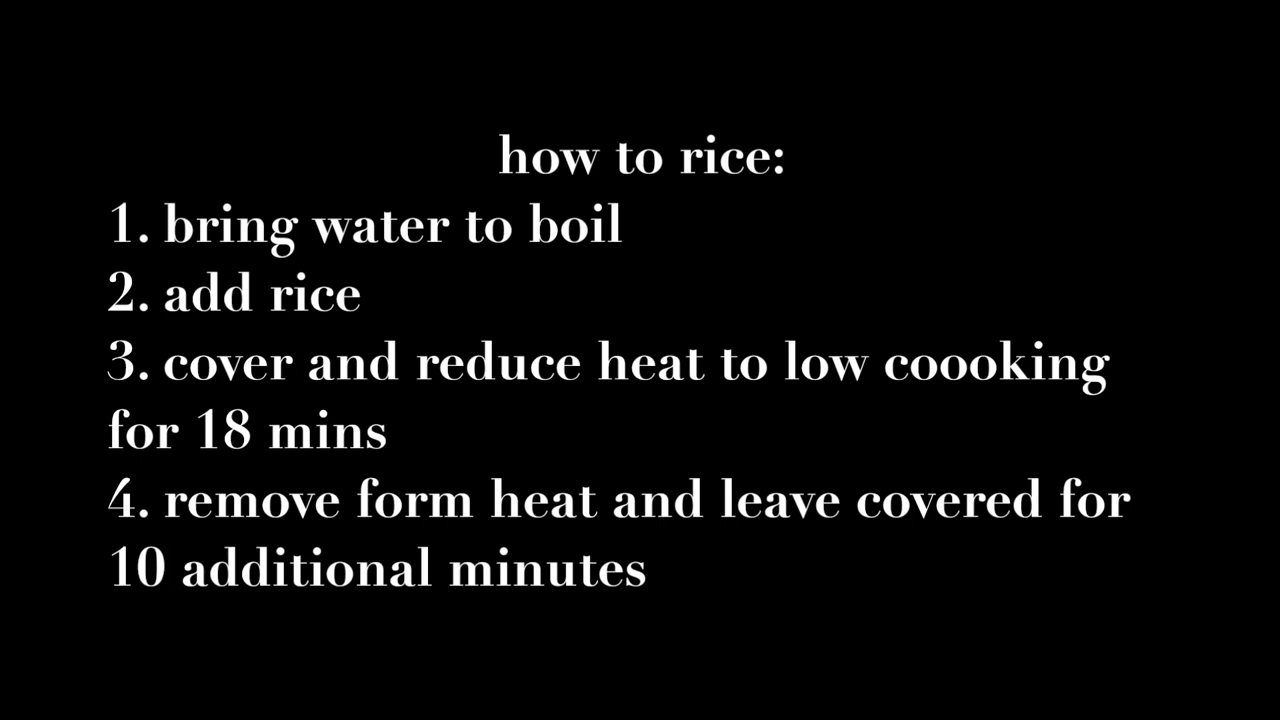 how to rice:
1. bring water to boil
2. add rice
3. cover and reduce heat to low coooking
for 18 mins
4. remove form heat and leave covered for
10 additional minutes